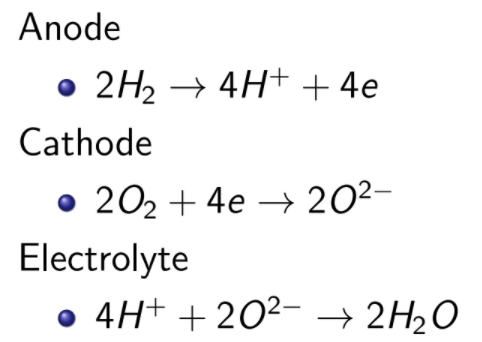 Anode
• 2H₂ → 4H⁺ + 4e
Cathode
• 2O₂ + 4e → 2O²⁻
Electrolyte
• 4H⁺ + 2O²⁻ → 2H₂O